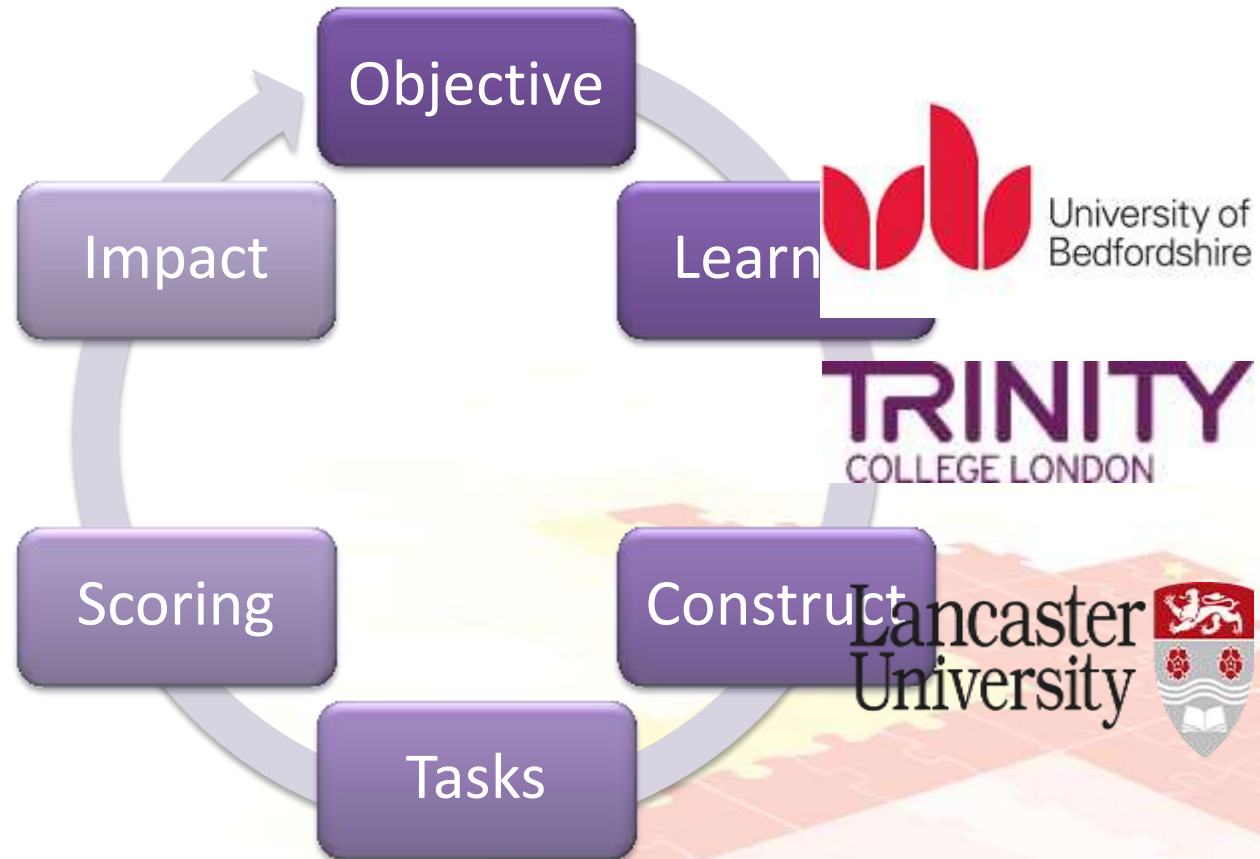 Objective
Impact
Learn
University of
Bedfordshire
TRINITY
COLLEGE LONDON
Scoring
Construct
Lancaster
University
Tasks